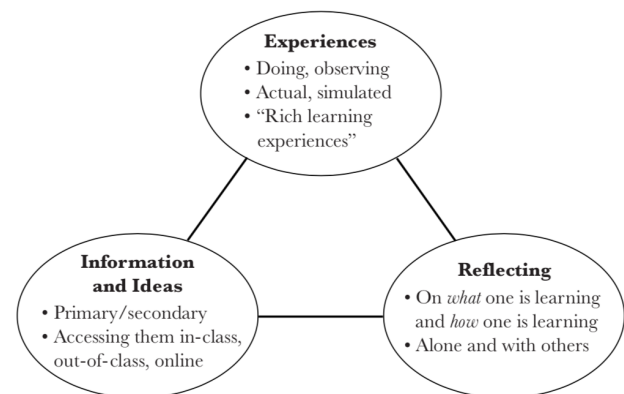 Experiences
• Doing, observing
• Actual, simulated
• “Rich learning
experiences”
Information
and Ideas
• Primary/secondary
• Accessing them in-class,
out-of-class, online
Reflecting
• On what one is learning
and how one is learning
• Alone and with others